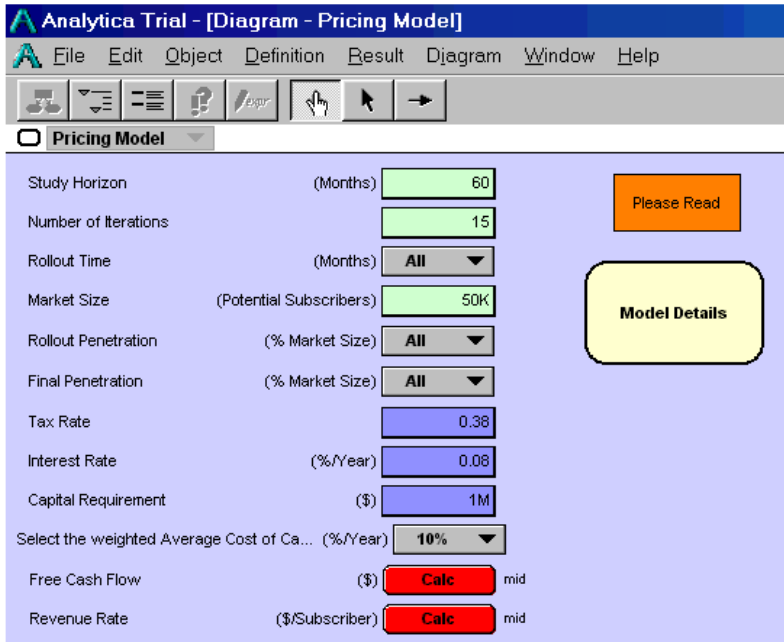 Analytica Trial - [Diagram - Pricing Model]
File Edit Object Definition Result Diagram Window Help
expr
Pricing Model
Study Horizon (Months) 60
Please Read
Number of Iterations 15
Rollout Time (Months) All
Market Size (Potential Subscribers) 50K
Model Details
Rollout Penetration (% Market Size) All
Final Penetration (% Market Size) All
Tax Rate 0.38
Interest Rate (%/Year) 0.08
Capital Requirement ($) 1M
Select the weighted Average Cost of Ca... (%/Year) 10%
Free Cash Flow ($) Calc mid
Revenue Rate ($/Subscriber) Calc mid